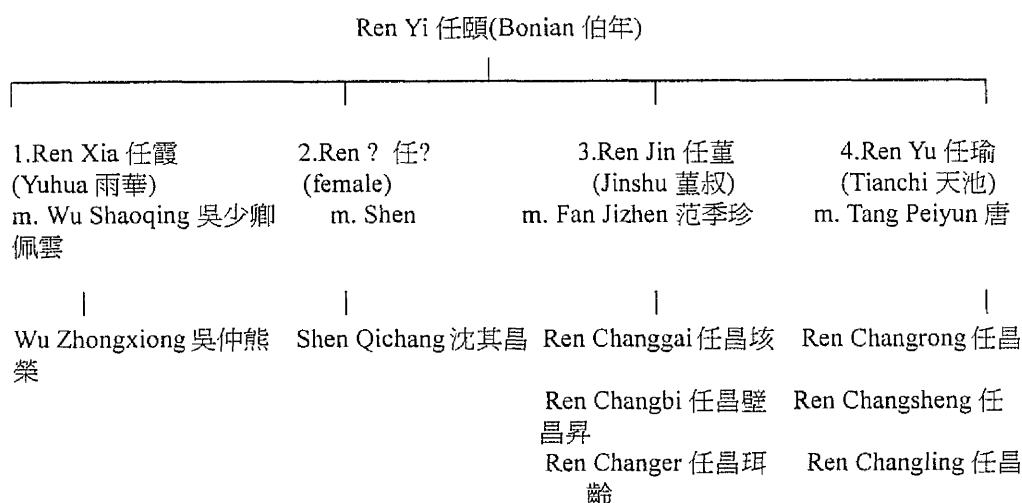 Ren Yi 任頤(Bonian 伯年)
1.Ren Xia 任霞 2.Ren ? 任? 3.Ren Jin 任堇 4.Ren Yu 任瑜
(Yuhua 雨華) (female) (Jinshu 堇叔) (Tianchi 天池)
m. Wu Shaoqing 吳少卿 m. Shen m. Fan Jizhen 范季珍 m. Tang Peiyun 唐
佩雲
Wu Zhongxiong 吳仲熊 Shen Qichang 沈其昌 Ren Changgai 任昌垓 Ren Changrong 任昌
榮
Ren Changbi 任昌壁 Ren Changsheng 任
昌昇
Ren Changer 任昌珥 Ren Changling 任昌
齡